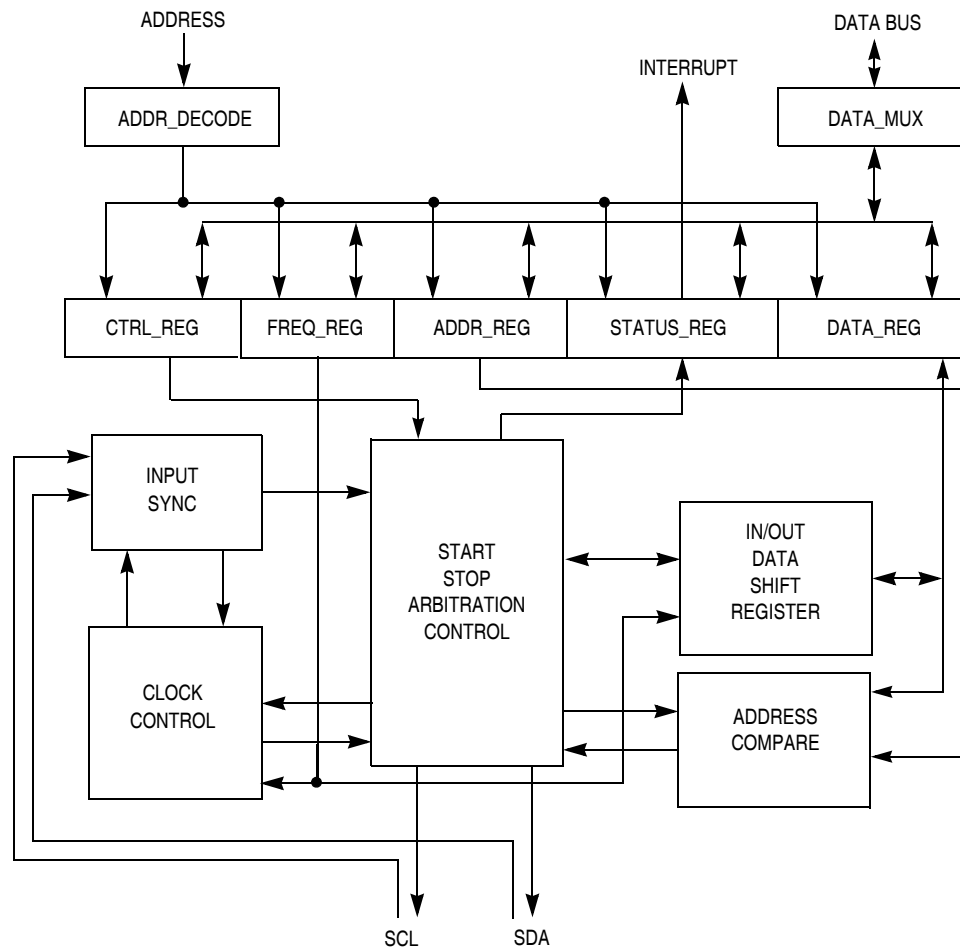 ADDRESS
DATA BUS
INTERRUPT
ADDR_DECODE
DATA_MUX
CTRL_REG
FREQ_REG
ADDR_REG
STATUS_REG
DATA_REG
INPUT
SYNC
START
STOP
ARBITRATION
CONTROL
IN/OUT
DATA
SHIFT
REGISTER
CLOCK
CONTROL
ADDRESS
COMPARE
SCL
SDA